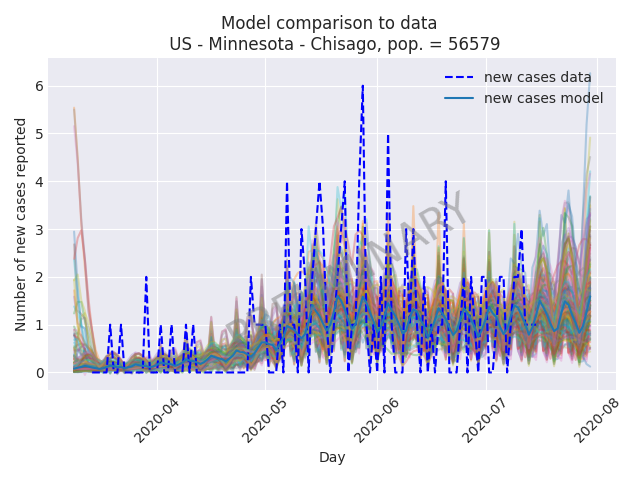 Model comparison to data
US - Minnesota - Chisago, pop. = 56579
new cases data
new cases model
Number of new cases reported
6
5
4
3
2
1
0
PRELIMINARY
2020-04
2020-05
2020-06
2020-07
2020-08
Day